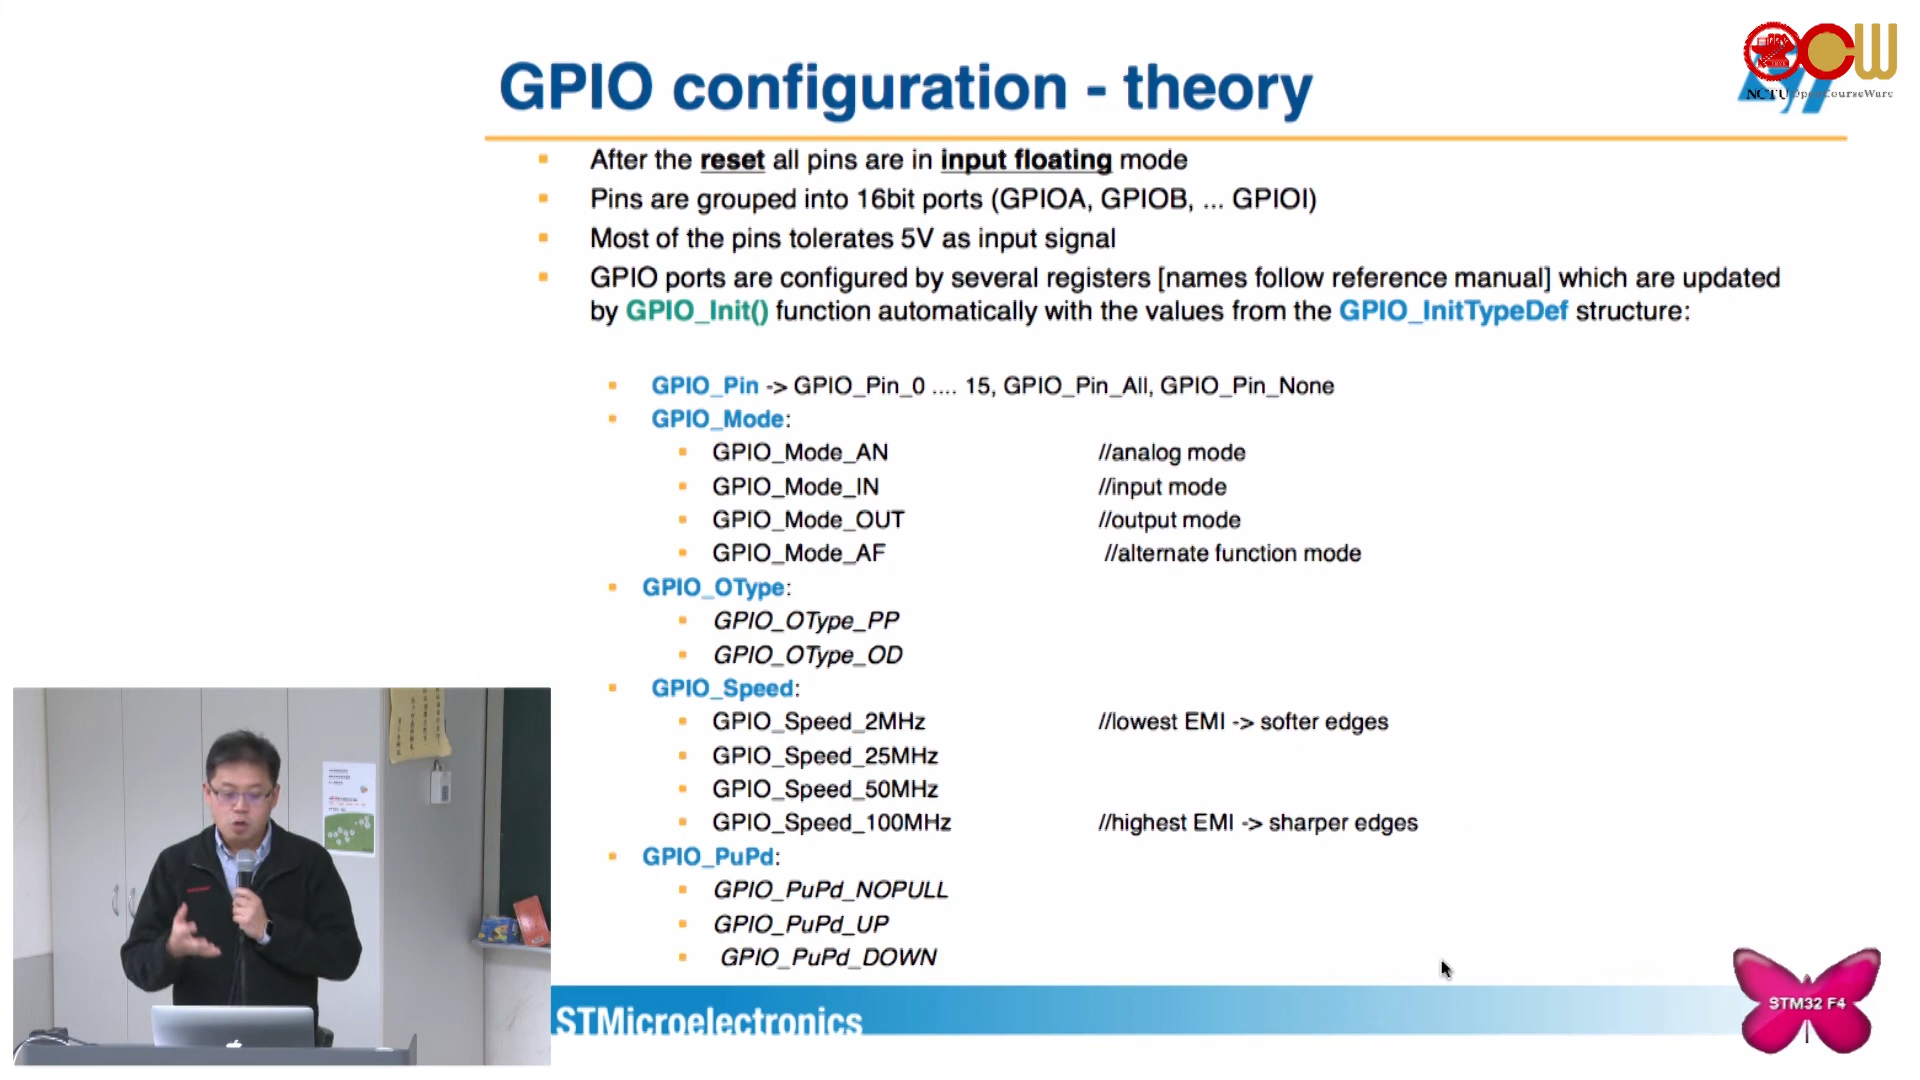 GPIO configuration - theory
NCTU OpenCourseWare
After the reset all pins are in input floating mode
Pins are grouped into 16bit ports (GPIOA, GPIOB, ... GPIOI)
Most of the pins tolerates 5V as input signal
GPIO ports are configured by several registers [names follow reference manual] which are updated
by GPIO_Init() function automatically with the values from the GPIO_InitTypeDef structure:
GPIO_Pin -> GPIO_Pin_0 .... 15, GPIO_Pin_All, GPIO_Pin_None
GPIO_Mode:
GPIO_Mode_AN //analog mode
GPIO_Mode_IN //input mode
GPIO_Mode_OUT //output mode
GPIO_Mode_AF //alternate function mode
GPIO_OType:
GPIO_OType_PP
GPIO_OType_OD
GPIO_Speed:
GPIO_Speed_2MHz //lowest EMI -> softer edges
GPIO_Speed_25MHz
GPIO_Speed_50MHz
GPIO_Speed_100MHz //highest EMI -> sharper edges
GPIO_PuPd:
GPIO_PuPd_NOPULL
GPIO_PuPd_UP
GPIO_PuPd_DOWN
STMicroelectronics
STM32 F4